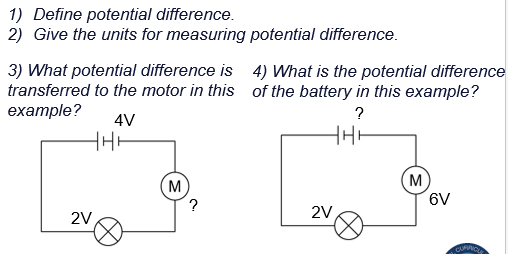 1) Define potential difference.
2) Give the units for measuring potential difference.
3) What potential difference is
transferred to the motor in this
example?
4V
M
?
2V
4) What is the potential difference
of the battery in this example?
?
M
6V
2V